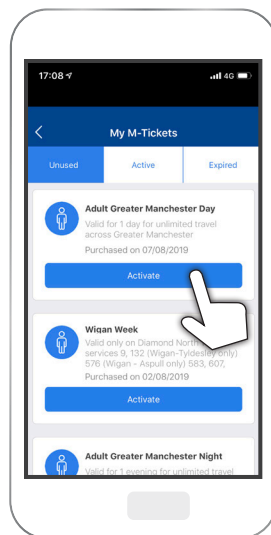 17:08 4G
My M-Tickets
Unused Active Expired
Adult Greater Manchester Day
Valid for 1 day for unlimited travel
across Greater Manchester
Purchased on 07/08/2019
Activate
Wigan Week
Valid only on Diamond North
services 9, 132 (Wigan-Tyldesley only)
576 (Wigan - Aspull only) 583, 607,
Purchased on 02/08/2019
Activate
Adult Greater Manchester Night
Valid for 1 evening for unlimited travel